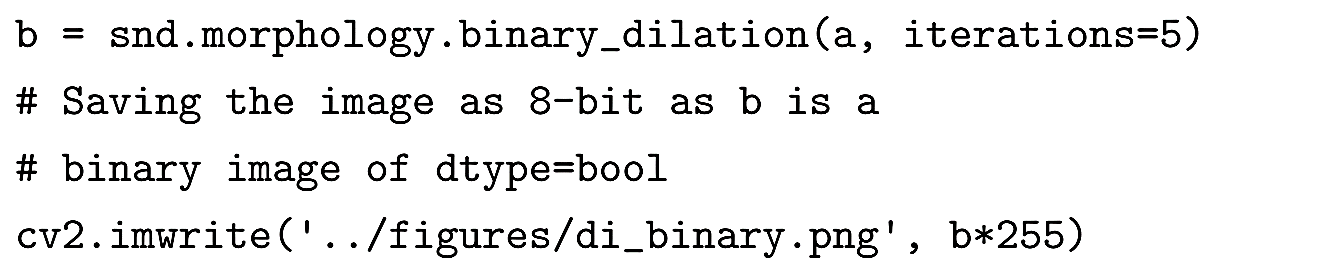 b = snd.morphology.binary_dilation(a, iterations=5)
# Saving the image as 8-bit as b is a
# binary image of dtype=bool
cv2.imwrite('../figures/di_binary.png', b*255)